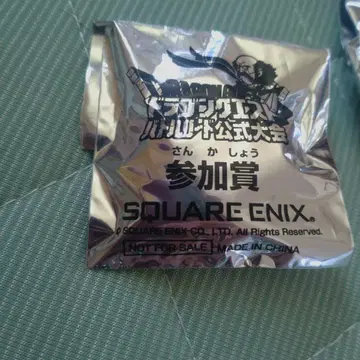 ドラゴンクエスト
バトルロード公式大会
さんかしょう
参加賞
SQUARE ENIX®
© SQUARE ENIX CO., LTD. All Rights Reserved.
NOT FOR SALE MADE IN CHINA